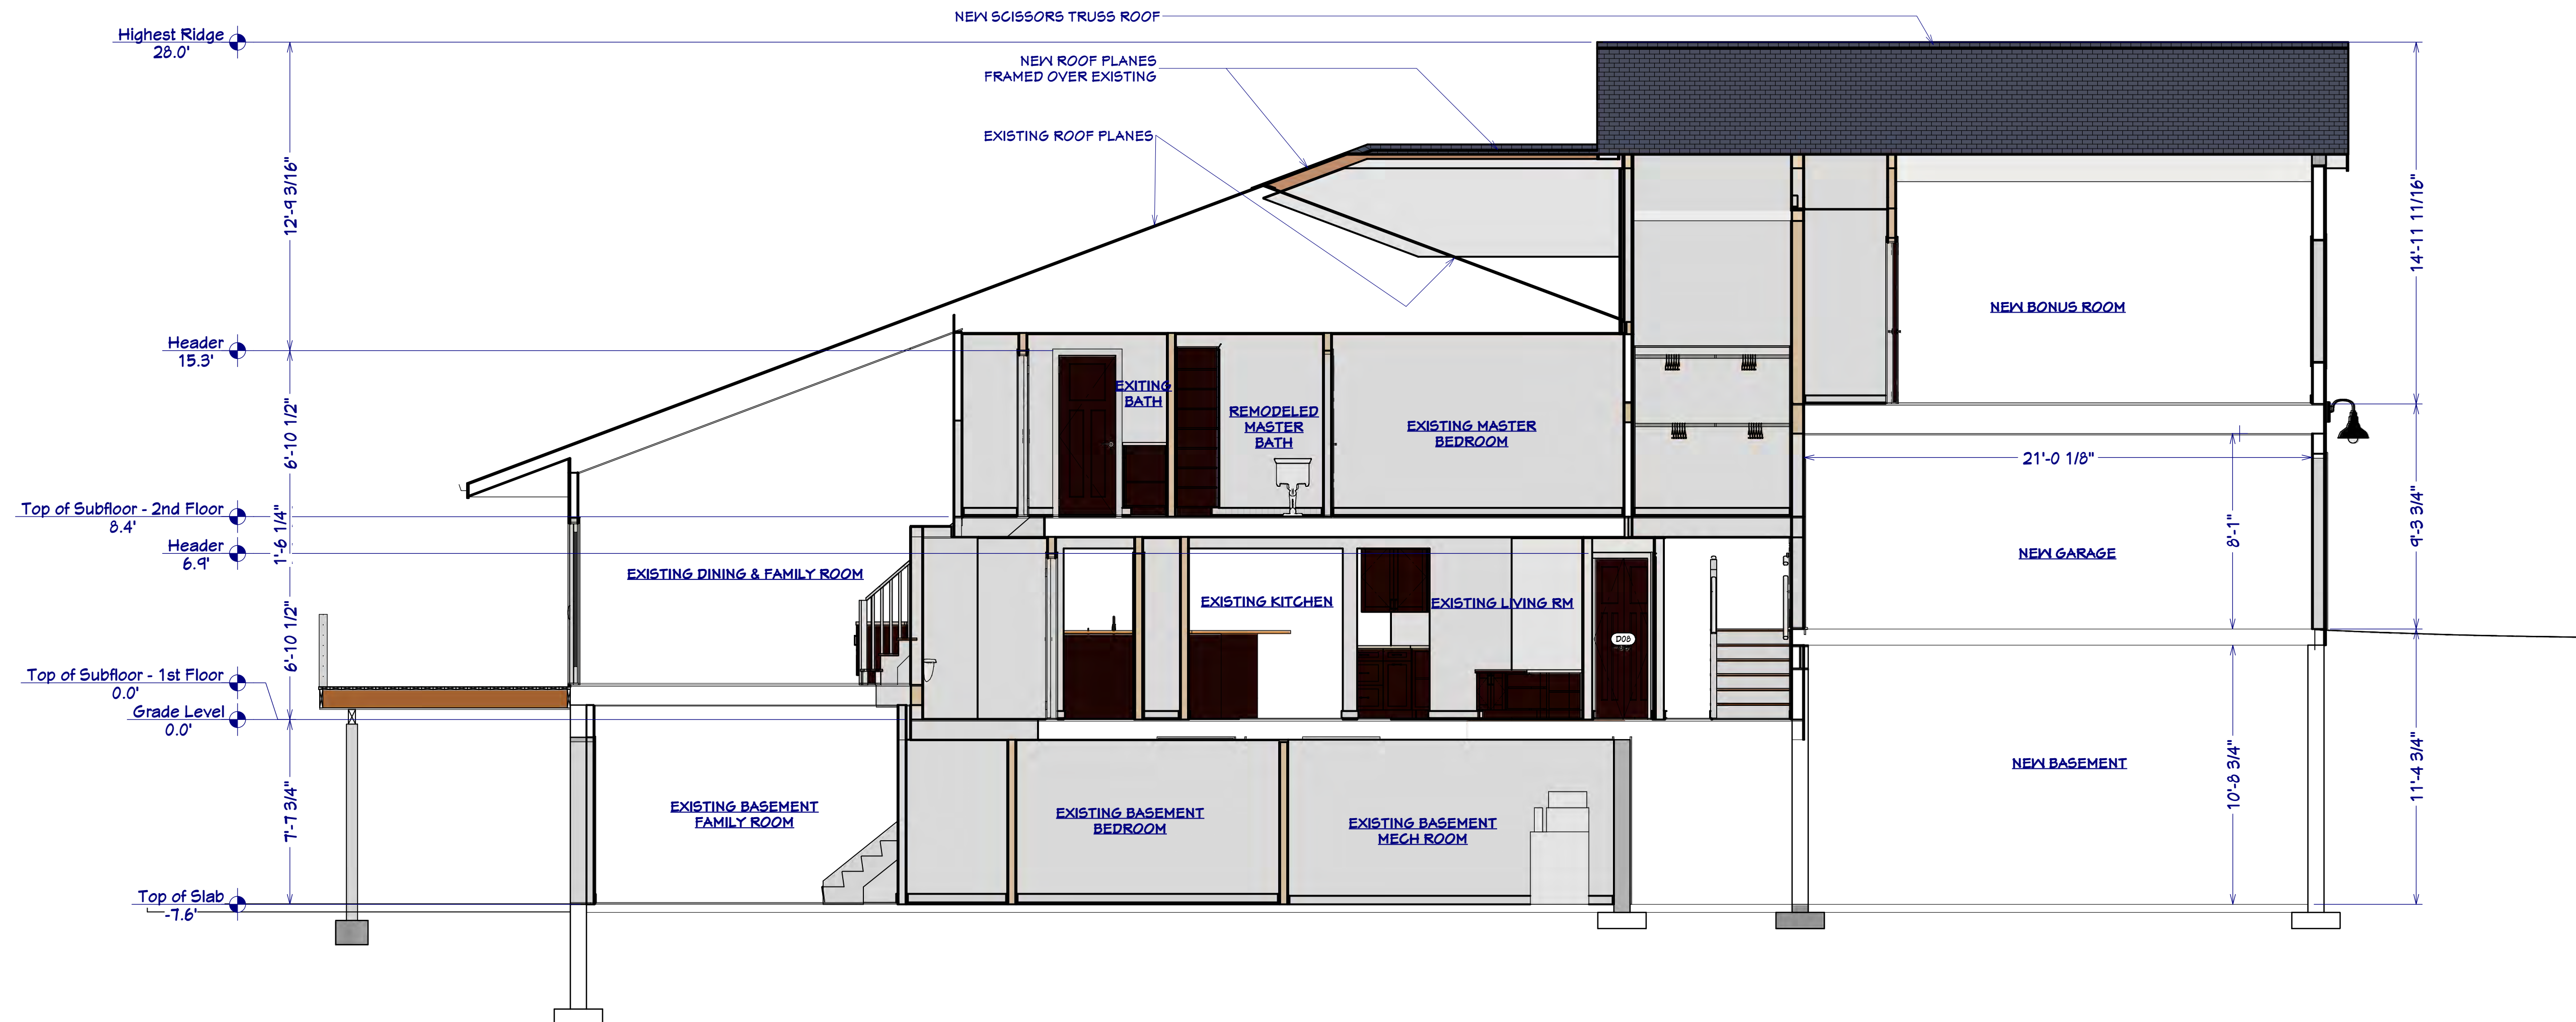 NEW SCISSORS TRUSS ROOF
Highest Ridge
28.0'
NEW ROOF PLANES
FRAMED OVER EXISTING
EXISTING ROOF PLANES
12'-9 3/16"
14'-11 11/16"
NEW BONUS ROOM
Header
15.3'
EXITING
BATH
REMODELED
MASTER
BATH
EXISTING MASTER
BEDROOM
6'-10 1/2"
21'-0 1/8"
Top of Subfloor - 2nd Floor
8.4'
1'-6 1/4"
8'-1"
9'-3 3/4"
Header
6.9'
NEW GARAGE
EXISTING DINING & FAMILY ROOM
EXISTING KITCHEN
EXISTING LIVING RM
D08
6'-10 1/2"
Top of Subfloor - 1st Floor
0.0'
Grade Level
0.0'
NEW BASEMENT
10'-8 3/4"
11'-4 3/4"
7'-7 3/4"
EXISTING BASEMENT
FAMILY ROOM
EXISTING BASEMENT
BEDROOM
EXISTING BASEMENT
MECH ROOM
Top of Slab
-7.6'